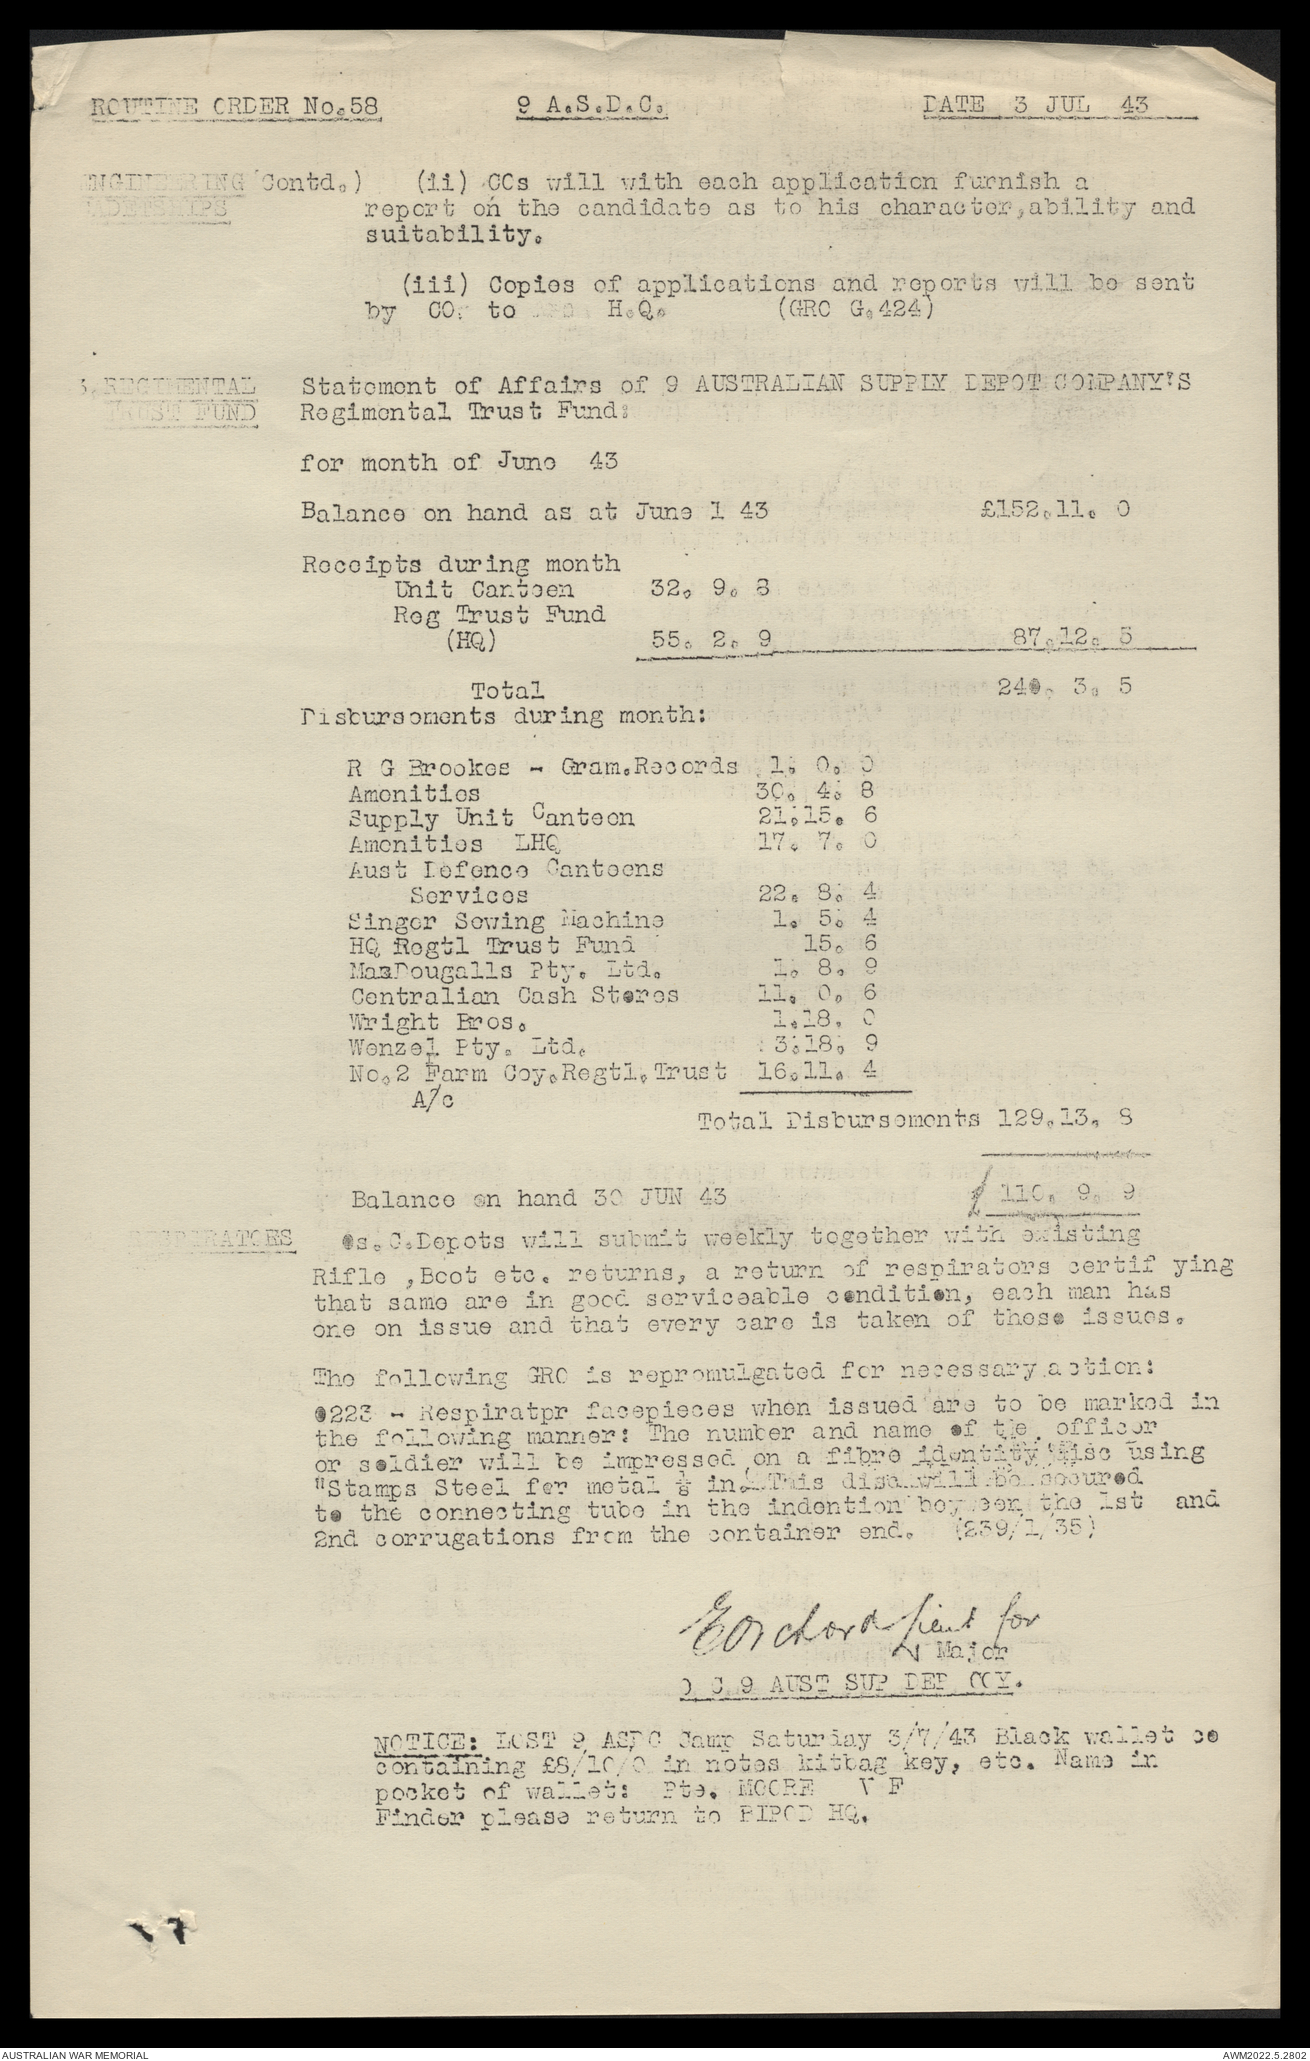 ROUTINE ORDER No.58 9 A.S.D.C. DATE 3 JUL 43
ENGINEERING (Contd.) (ii) COs will with each application furnish a
CADETSHIPS report on the candidate as to his character,ability and
suitability.
(iii) Copies of applications and reports will be sent
by CO. to H.Q. (GRO G.424)
3. REGIMENTAL Statement of Affairs of 9 AUSTRALIAN SUPPLY DEPOT COMPANY'S
TRUST FUND Regimental Trust Fund:
for month of June 43
Balance on hand as at June 1 43 £152.11. 0
Receipts during month
Unit Canteen 32. 9. 8
Reg Trust Fund
(HQ) 55. 2. 9 87.12. 5
Total 240. 3. 5
Disbursements during month:
R G Brookes - Gram.Records 1. 0. 0
Amenities 30. 4. 8
Supply Unit Canteen 21.15. 6
Amenities LHQ 17. 7. 0
Aust Defence Canteens
Services 22. 8. 4
Singer Sewing Machine 1. 5. 4
HQ Regtl Trust Fund 15. 6
MacDougalls Pty. Ltd. 1. 8. 9
Centralian Cash Stores 11. 0. 6
Wright Bros. 1.18. 0
Wenzel Pty. Ltd. 3.18. 9
No.2 Farm Coy.Regtl.Trust 16.11. 4
A/c
Total Disbursements 129.13. 8
Balance on hand 30 JUN 43 £ 110. 9. 9
RESPIRATORS Os.C.Depots will submit weekly together with existing
Rifle ,Boot etc. returns, a return of respirators certif ying
that same are in good serviceable condition, each man has
one on issue and that every care is taken of these issues.
The following GRO is repromulgated for necessary action:
0223 - Respiratpr facepieces when issued are to be marked in
the following manner: The number and name of the officer
or soldier will be impressed on a fibre identity disc using
"Stamps Steel for metal ⅛ in" This disc will be secured
to the connecting tube in the indention between the 1st and
2nd corrugations from the container end. (239/1/35)
E Orchard Lieut for
Major
O C 9 AUST SUP DEP COY.
NOTICE: LOST 9 ASDC Camp Saturday 3/7/43 Black wallet co
containing £8/10/0 in notes kitbag key, etc. Name in
pocket of wallet: Pte. MOORE V F
Finder please return to BIPOD HQ.
AUSTRALIAN WAR MEMORIAL AWM2022.5.2802